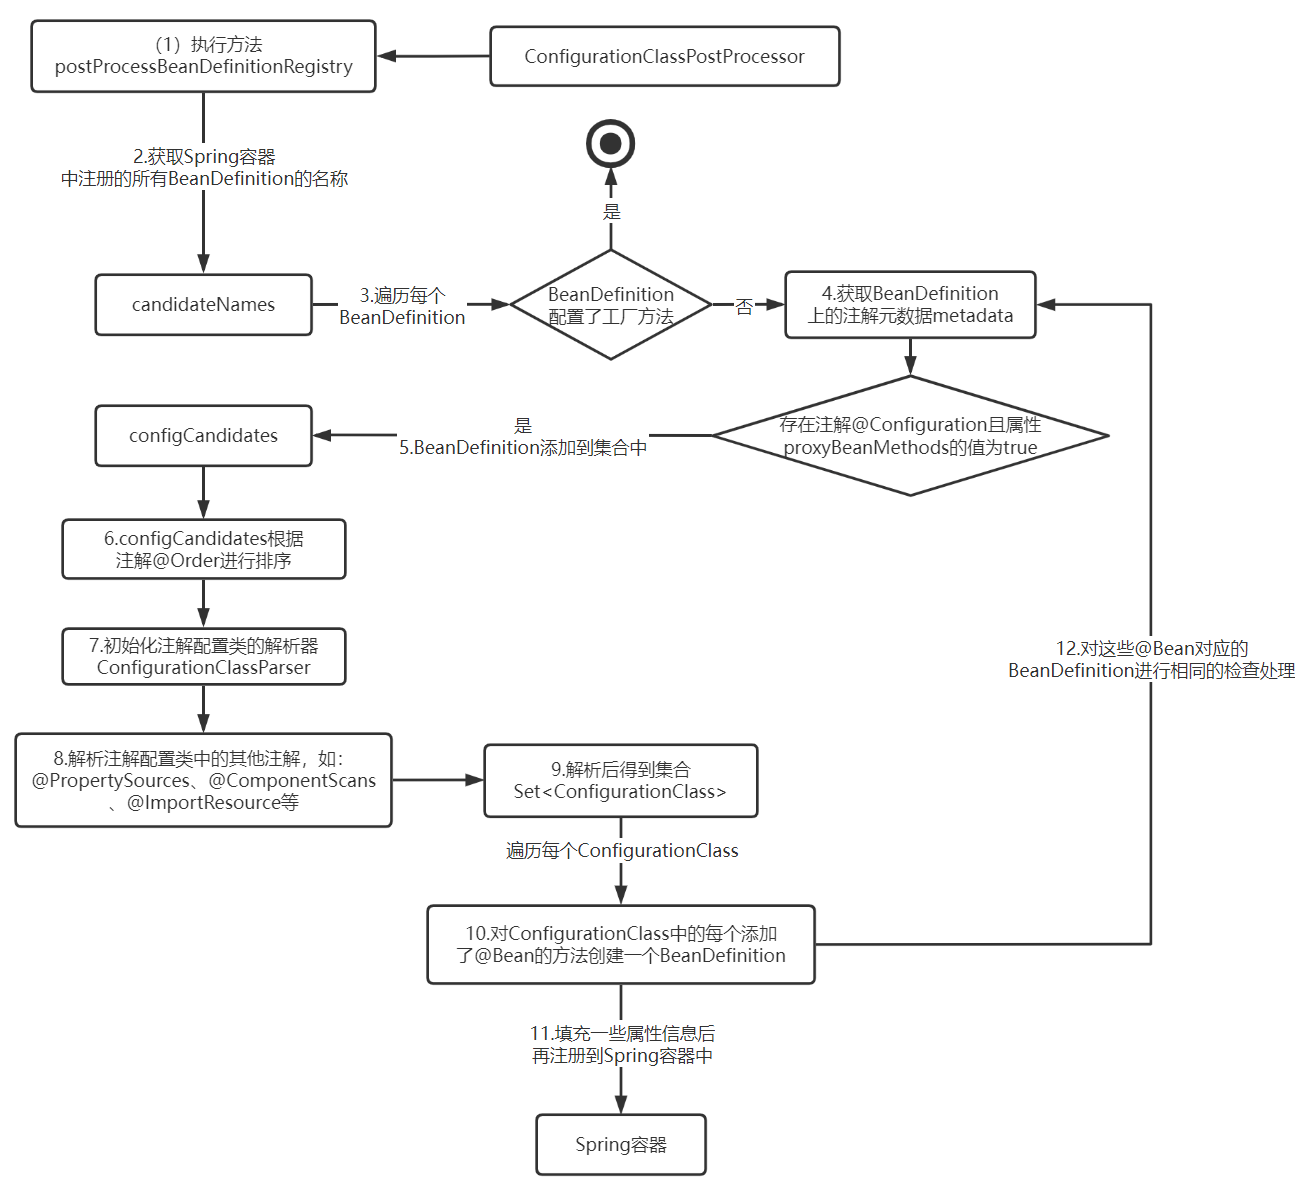 （1）执行方法
postProcessBeanDefinitionRegistry
ConfigurationClassPostProcessor
2.获取Spring容器
中注册的所有BeanDefinition的名称
是
candidateNames
3.遍历每个
BeanDefinition
BeanDefinition
配置了工厂方法
否
4.获取BeanDefinition
上的注解元数据metadata
存在注解@Configuration且属性
proxyBeanMethods的值为true
是
5.BeanDefinition添加到集合中
configCandidates
6.configCandidates根据
注解@Order进行排序
7.初始化注解配置类的解析器
ConfigurationClassParser
8.解析注解配置类中的其他注解，如：
@PropertySources、@ComponentScans
、@ImportResource等
9.解析后得到集合
Set<ConfigurationClass>
遍历每个ConfigurationClass
10.对ConfigurationClass中的每个添加
了@Bean的方法创建一个BeanDefinition
12.对这些@Bean对应的
BeanDefinition进行相同的检查处理
11.填充一些属性信息后
再注册到Spring容器中
Spring容器